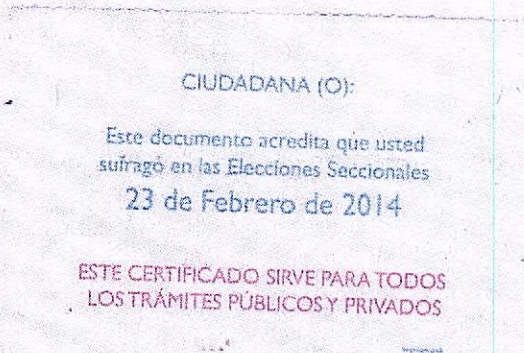 CIUDADANA (O):
Este documento acredita que usted
sufragó en las Elecciones Seccionales
23 de Febrero de 2014
ESTE CERTIFICADO SIRVE PARA TODOS
LOS TRÁMITES PÚBLICOS Y PRIVADOS